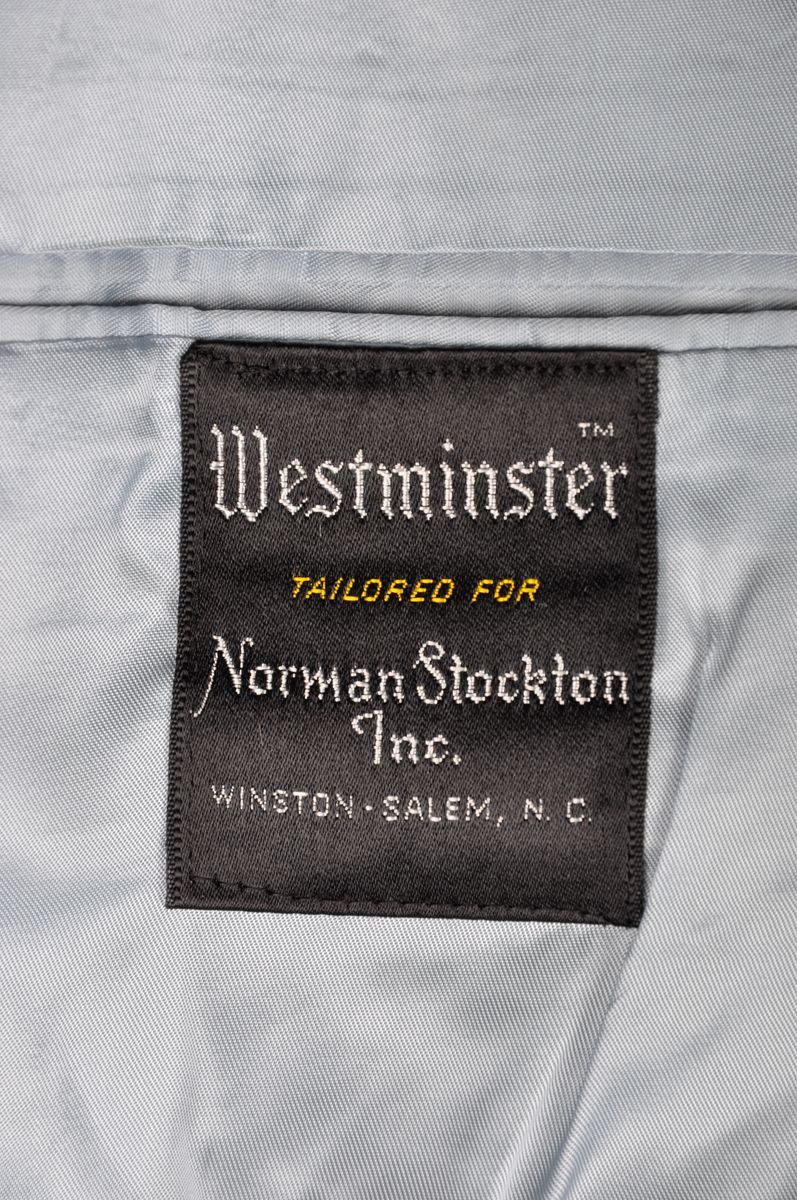 Westminster™
TAILORED FOR
Norman Stockton
Inc.
WINSTON-SALEM, N. C.